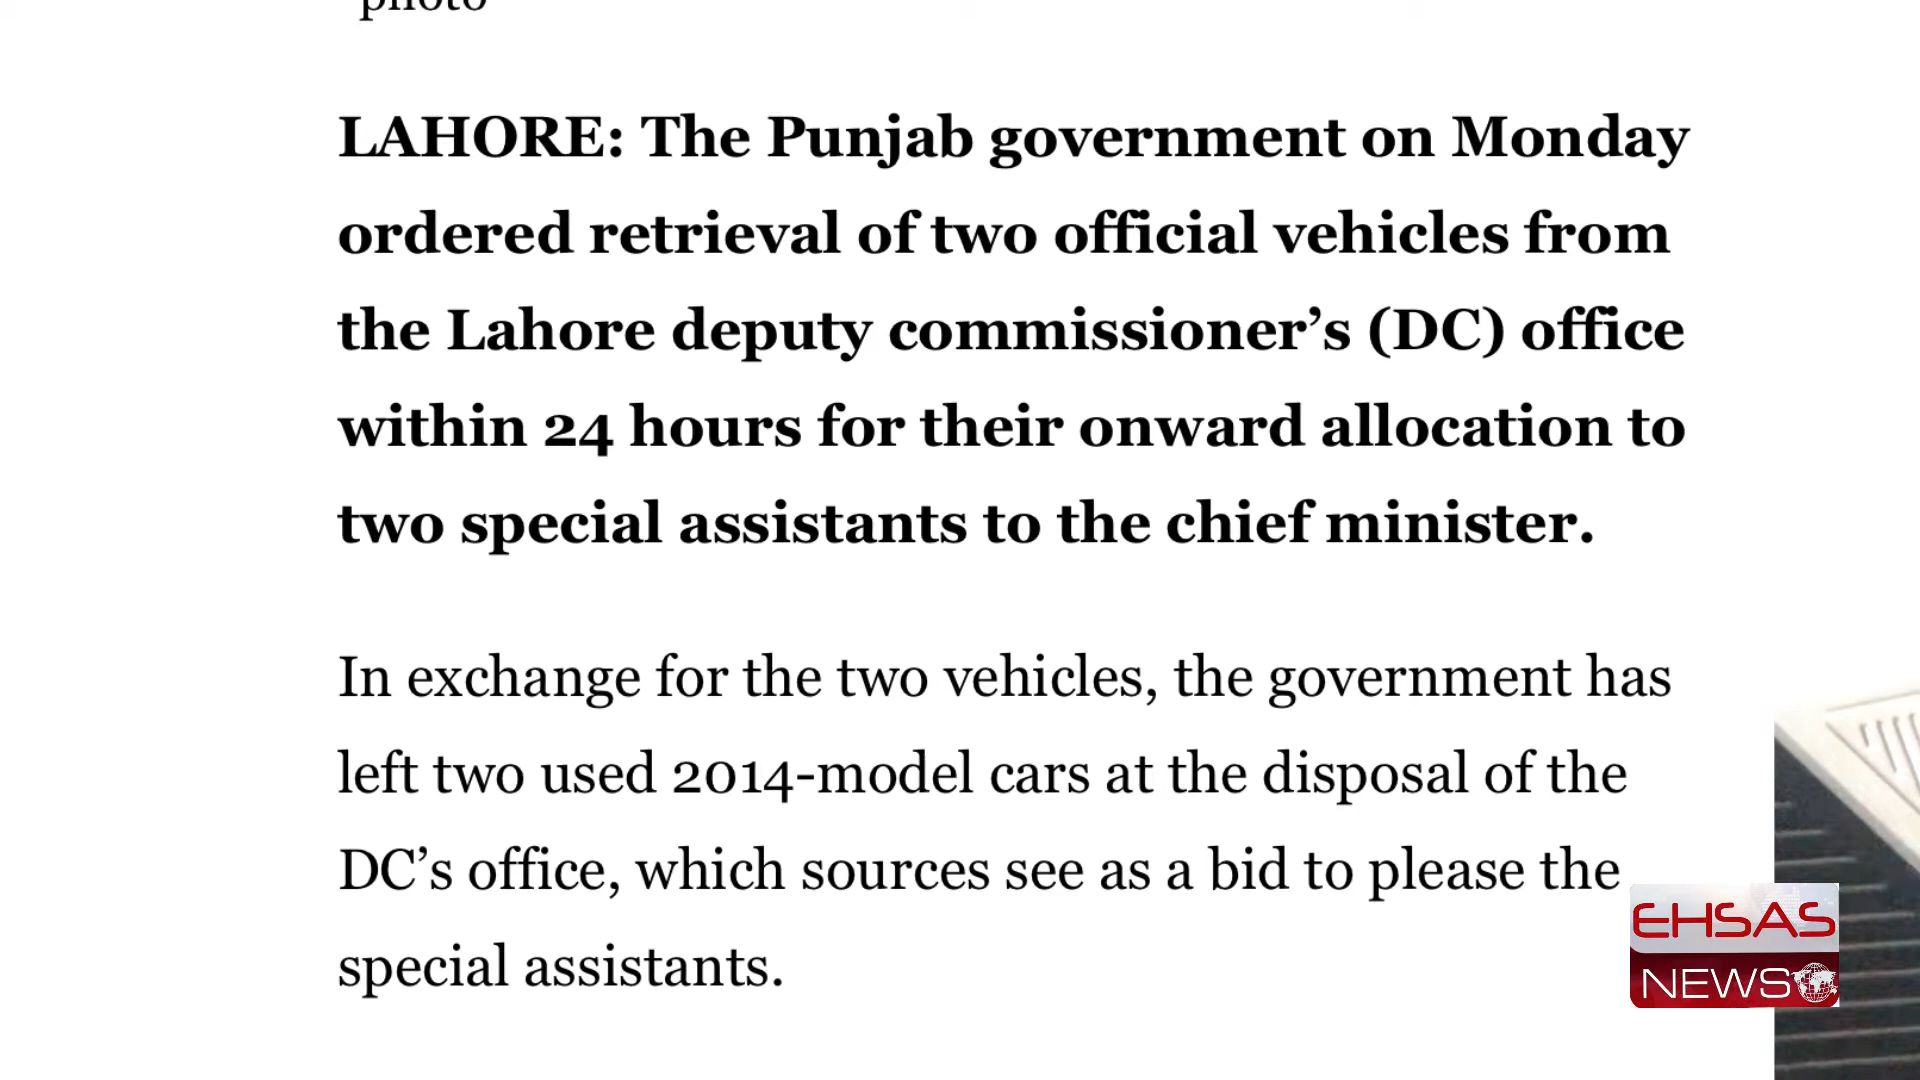 photo
LAHORE: The Punjab government on Monday
ordered retrieval of two official vehicles from
the Lahore deputy commissioner’s (DC) office
within 24 hours for their onward allocation to
two special assistants to the chief minister.
In exchange for the two vehicles, the government has
left two used 2014-model cars at the disposal of the
DC’s office, which sources see as a bid to please the
special assistants.
EHSAS
NEWS